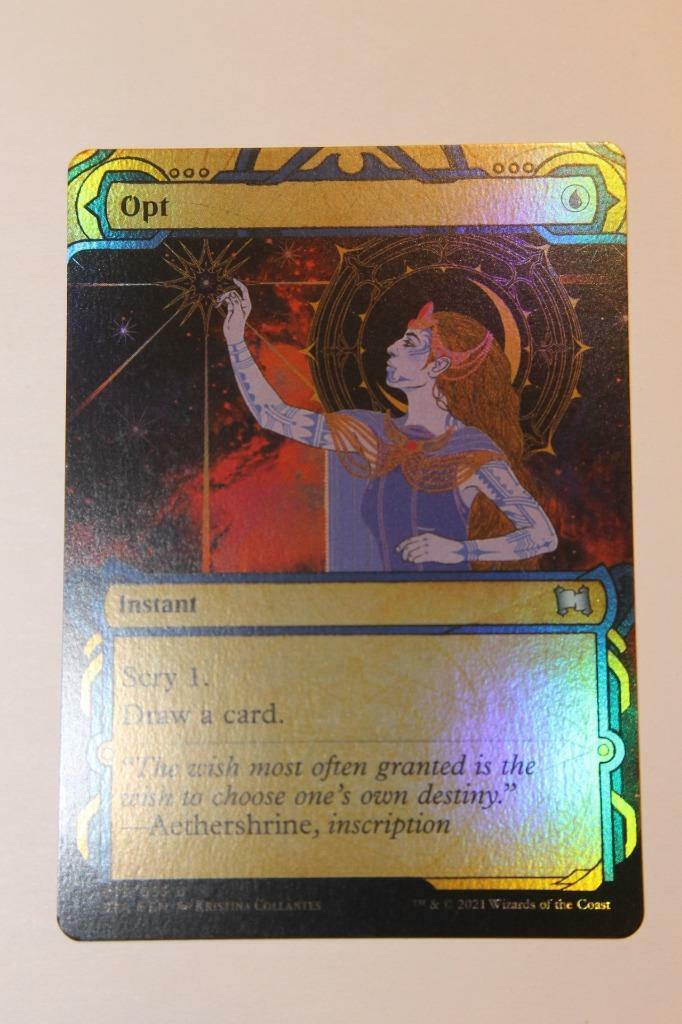 Opt
Instant
Scry 1.
Draw a card.
“The wish most often granted is the
wish to choose one’s own destiny.”
—Aethershrine, inscription
Kristina Collantes
™ & © 2021 Wizards of the Coast